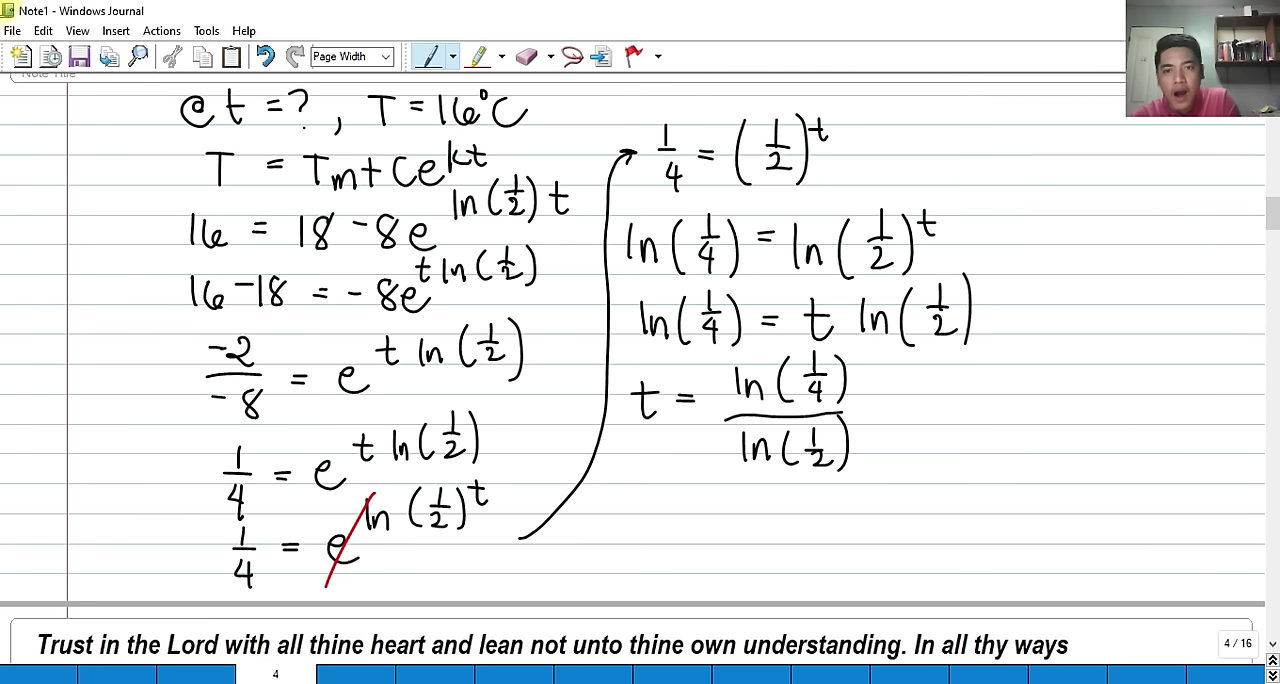 Note1 - Windows Journal
File Edit View Insert Actions Tools Help
Page Width
Note Title
@ t = ? , T = 16°C
T = Tm + Ce^kt
16 = 18 - 8e^ln(1/2) t
16 - 18 = - 8e^t ln(1/2)
-2/-8 = e^t ln(1/2)
1/4 = e^t ln(1/2)
1/4 = e^ln(1/2)^t
1/4 = (1/2)^t
ln(1/4) = ln(1/2)^t
ln(1/4) = t ln(1/2)
t = ln(1/4)/ln(1/2)
4 / 16
Trust in the Lord with all thine heart and lean not unto thine own understanding. In all thy ways
4